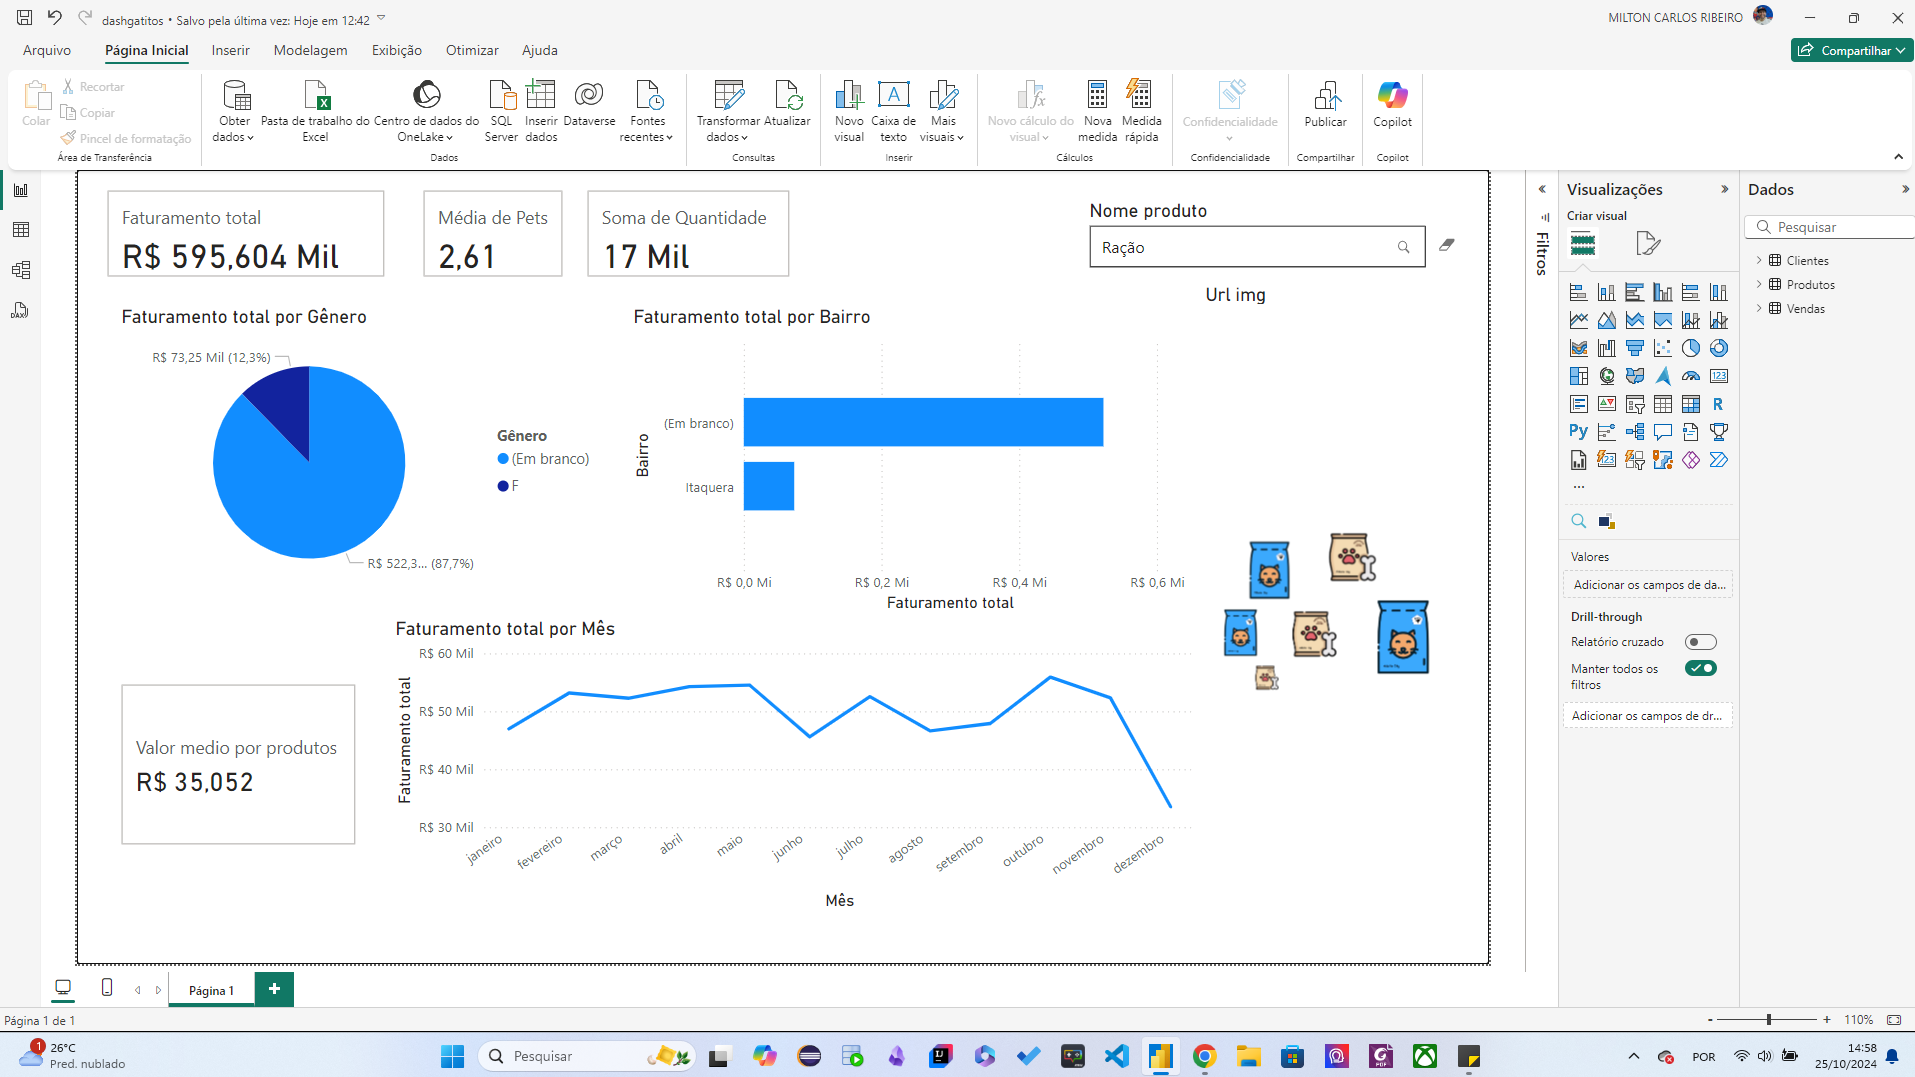 dashgatitos • Salvo pela última vez: Hoje em 12:42
MILTON CARLOS RIBEIRO
Arquivo
Página Inicial
Inserir
Modelagem
Exibição
Otimizar
Ajuda
Compartilhar
Colar
Recortar
Copiar
Pincel de formatação
Área de Transferência
Obter dados
Pasta de trabalho do Excel
Centro de dados do OneLake
SQL Server
Inserir dados
Dataverse
Fontes recentes
Dados
Transformar dados
Atualizar
Consultas
Novo visual
Caixa de texto
Mais visuais
Inserir
Novo cálculo do visual
Nova medida
Medida rápida
Cálculos
Confidencialidade
Confidencialidade
Publicar
Compartilhar
Copilot
Copilot
Faturamento total
R$ 595,604 Mil
Média de Pets
2,61
Soma de Quantidade
17 Mil
Nome produto
Ração
Url img
Faturamento total por Gênero
R$ 73,25 Mil (12,3%)
R$ 522,3... (87,7%)
Gênero
(Em branco)
F
Faturamento total por Bairro
Bairro
(Em branco)
Itaquera
R$ 0,0 Mi
R$ 0,2 Mi
R$ 0,4 Mi
R$ 0,6 Mi
Faturamento total
Valor medio por produtos
R$ 35,052
Faturamento total por Mês
Faturamento total
R$ 60 Mil
R$ 50 Mil
R$ 40 Mil
R$ 30 Mil
janeiro
fevereiro
março
abril
maio
junho
julho
agosto
setembro
outubro
novembro
dezembro
Mês
Filtros
Visualizações
Criar visual
123
R
Py
123
...
Valores
Adicionar os campos de da...
Drill-through
Relatório cruzado
Manter todos os filtros
Adicionar os campos de dr...
Dados
Pesquisar
Clientes
Produtos
Vendas
DAX
Página 1
Página 1 de 1
- + 110%
1
26°C
Pred. nublado
Pesquisar
POR
14:58
25/10/2024